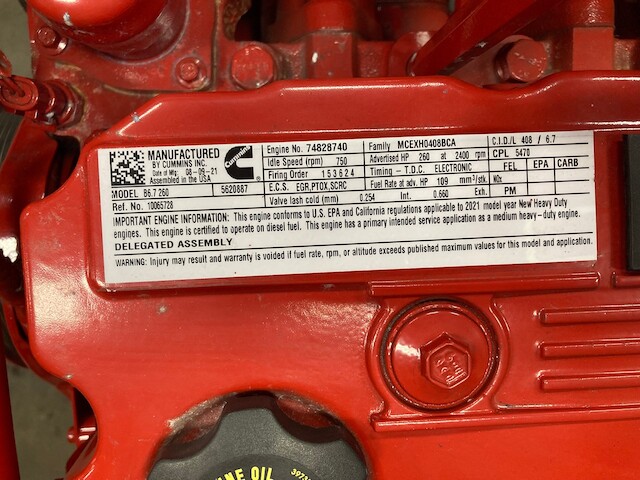 MANUFACTURED
BY CUMMINS INC.
Date of Mfg: 08-09-21
Assembled in the USA
Cummins
MODEL B6.7 260 5620887
Ref. No. 10065728
Engine No. 74828740
Idle Speed (rpm) 750
Firing Order 1 5 3 6 2 4
E.C.S. EGR,PTOX,SCRC
Valve lash cold (mm) 0.254 Int. 0.660 Exh.
Family MCEXH0408BCA
Advertised HP 260 at 2400 rpm
Timing - T.D.C. ELECTRONIC
Fuel Rate at adv. HP 109 mm³/stk.
C.I.D./L 408 / 6.7
CPL 5470
FEL EPA CARB
NOx
PM
IMPORTANT ENGINE INFORMATION: This engine conforms to U.S. EPA and California regulations applicable to 2021 model year New Heavy Duty
engines. This engine is certified to operate on diesel fuel. This engine has a primary intended service application as a medium heavy-duty engine.
DELEGATED ASSEMBLY
WARNING: Injury may result and warranty is voided if fuel rate, rpm, or altitude exceeds published maximum values for this model and application.
OIL